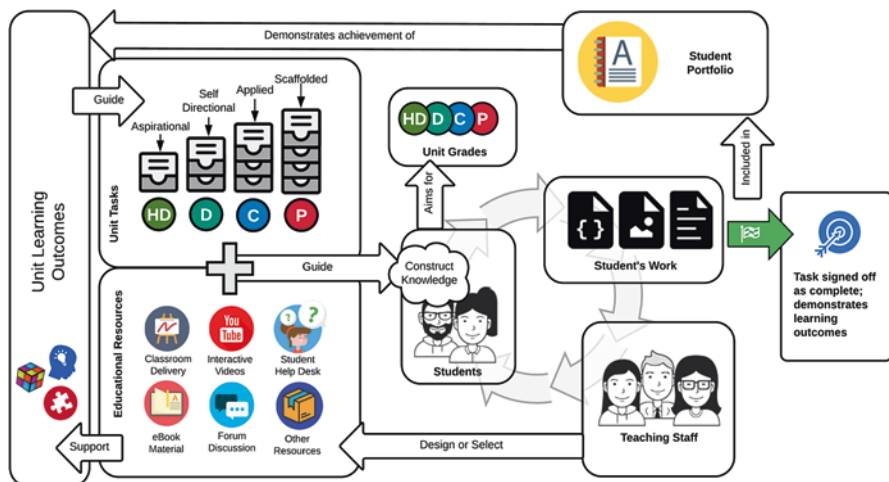 Demonstrates achievement of
Student
Portfolio
A
Unit Learning
Outcomes
Guide
Unit Tasks
Aspirational
Self
Directional
Applied
Scaffolded
HD
D
C
P
HD
D
C
P
Unit Grades
Aims for
Included in
{ }
Student's Work
Task signed off
as complete;
demonstrates
learning
outcomes
Guide
Construct
Knowledge
Students
Educational Resources
Classroom
Delivery
You
Tube
Interactive
Videos
?
?
Student
Help Desk
eBook
Material
Forum
Discussion
Other
Resources
Support
Design or Select
Teaching Staff